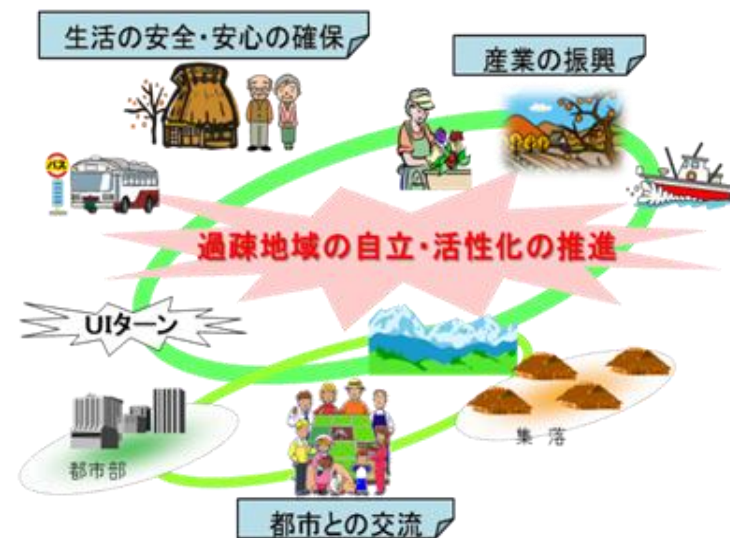 生活の安全・安心の確保
産業の振興
バス
過疎地域の自立・活性化の推進
UIターン
都市部
集 落
都市との交流